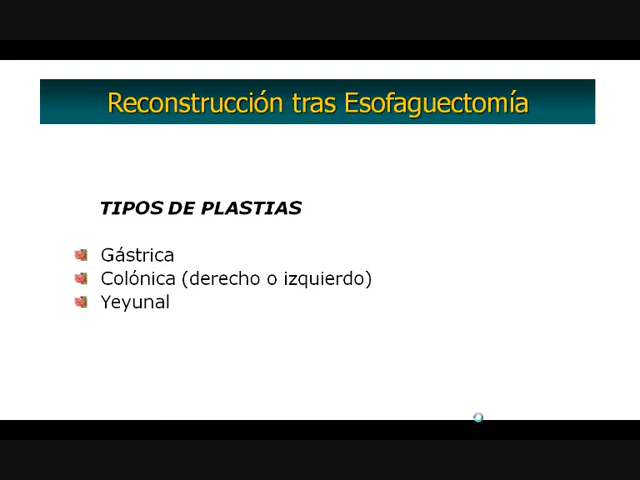 Reconstrucción tras Esofaguectomía
TIPOS DE PLASTIAS
Gástrica
Colónica (derecho o izquierdo)
Yeyunal